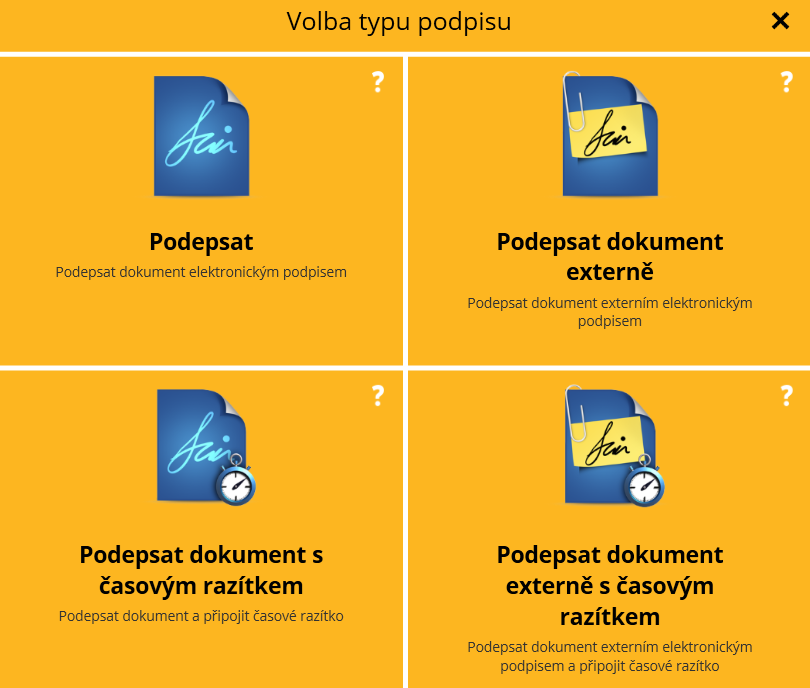 Volba typu podpisu
?
Podepsat
Podepsat dokument elektronickým podpisem
?
Podepsat dokument
externě
Podepsat dokument externím elektronickým
podpisem
?
Podepsat dokument s
časovým razítkem
Podepsat dokument a připojit časové razítko
?
Podepsat dokument
externě s časovým
razítkem
Podepsat dokument externím elektronickým
podpisem a připojit časové razítko